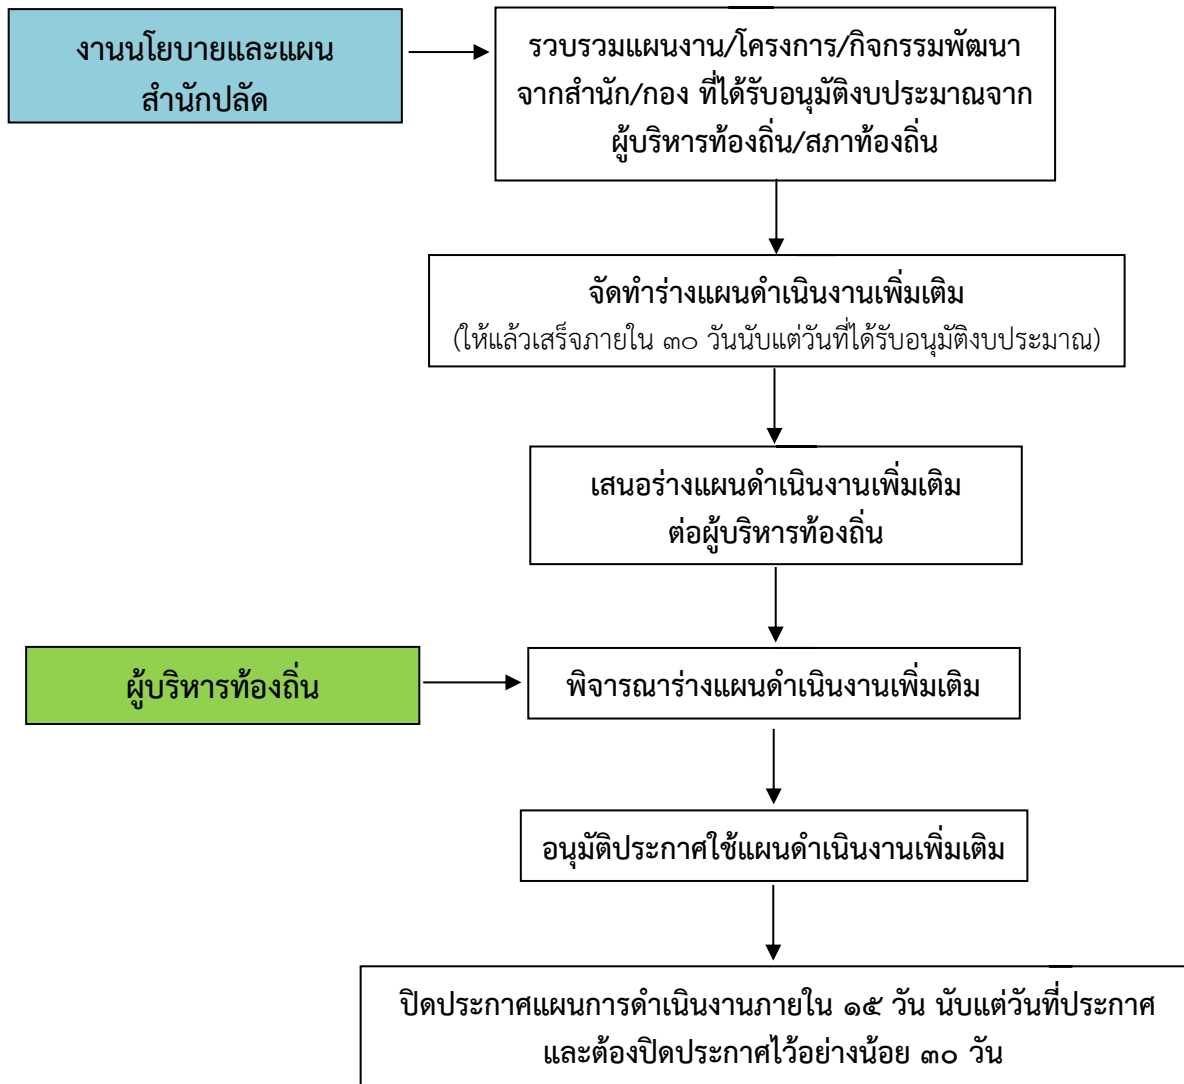 งานนโยบายและแผน
สำนักปลัด
รวบรวมแผนงาน/โครงการ/กิจกรรมพัฒนา
จากสำนัก/กอง ที่ได้รับอนุมัติงบประมาณจาก
ผู้บริหารท้องถิ่น/สภาท้องถิ่น
จัดทำร่างแผนดำเนินงานเพิ่มเติม
(ให้แล้วเสร็จภายใน ๓๐ วันนับแต่วันที่ได้รับอนุมัติงบประมาณ)
เสนอร่างแผนดำเนินงานเพิ่มเติม
ต่อผู้บริหารท้องถิ่น
ผู้บริหารท้องถิ่น
พิจารณาร่างแผนดำเนินงานเพิ่มเติม
อนุมัติประกาศใช้แผนดำเนินงานเพิ่มเติม
ปิดประกาศแผนการดำเนินงานภายใน ๑๕ วัน นับแต่วันที่ประกาศ
และต้องปิดประกาศไว้อย่างน้อย ๓๐ วัน